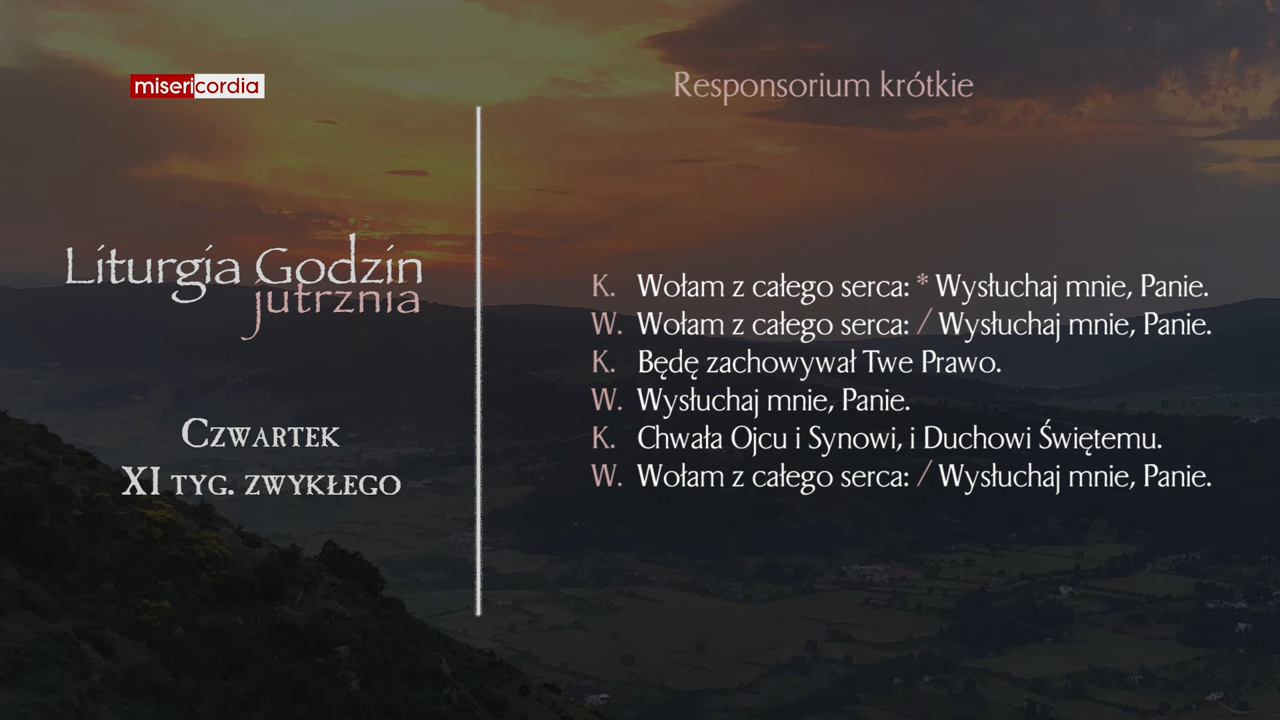 misericordia
Liturgia Godzin
jutrznia
Czwartek
XI tyg. zwykłego
Responsorium krótkie
K. Wołam z całego serca: * Wysłuchaj mnie, Panie.
W. Wołam z całego serca: / Wysłuchaj mnie, Panie.
K. Będę zachowywał Twe Prawo.
W. Wysłuchaj mnie, Panie.
K. Chwała Ojcu i Synowi, i Duchowi Świętemu.
W. Wołam z całego serca: / Wysłuchaj mnie, Panie.